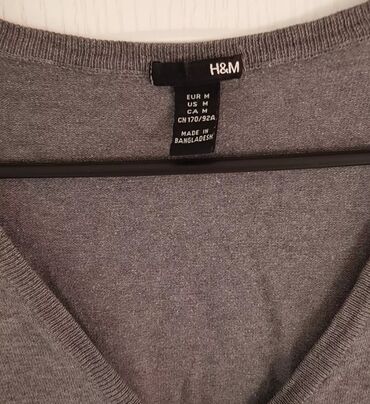 H&M
EUR M
US M
CA M
CN 170/92A
MADE IN
BANGLADESH